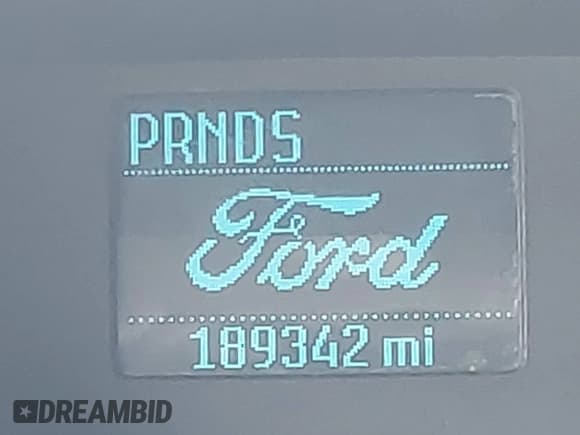 PRNDS
Ford
189342 mi
DREAMBID